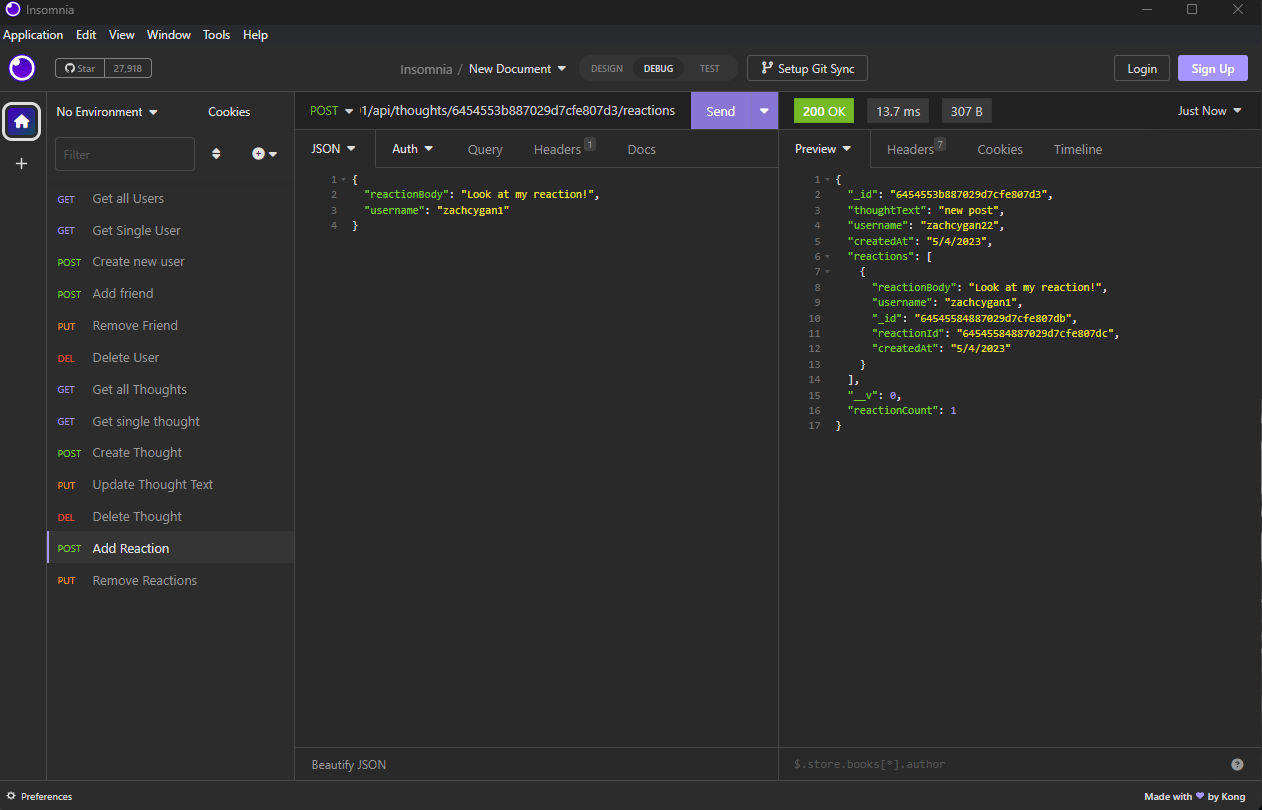 Insomnia
Application Edit View Window Tools Help
Star 27,918
Insomnia / New Document
DESIGN DEBUG TEST
Setup Git Sync
Login Sign Up
No Environment Cookies
Filter
GET Get all Users
GET Get Single User
POST Create new user
POST Add friend
PUT Remove Friend
DEL Delete User
GET Get all Thoughts
GET Get single thought
POST Create Thought
PUT Update Thought Text
DEL Delete Thought
POST Add Reaction
PUT Remove Reactions
POST 1/api/thoughts/6454553b887029d7cfe807d3/reactions Send
JSON Auth Query Headers 1 Docs
1 {
2 "reactionBody": "Look at my reaction!",
3 "username": "zachcygan1"
4 }
Beautify JSON
200 OK 13.7 ms 307 B Just Now
Preview Headers 7 Cookies Timeline
1 {
2 "_id": "6454553b887029d7cfe807d3",
3 "thoughtText": "new post",
4 "username": "zachcygan22",
5 "createdAt": "5/4/2023",
6 "reactions": [
7 {
8 "reactionBody": "Look at my reaction!",
9 "username": "zachcygan1",
10 "_id": "64545584887029d7cfe807db",
11 "reactionId": "64545584887029d7cfe807dc",
12 "createdAt": "5/4/2023"
13 }
14 ],
15 "__v": 0,
16 "reactionCount": 1
17 }
$.store.books[*].author ?
Preferences
Made with ♥ by Kong